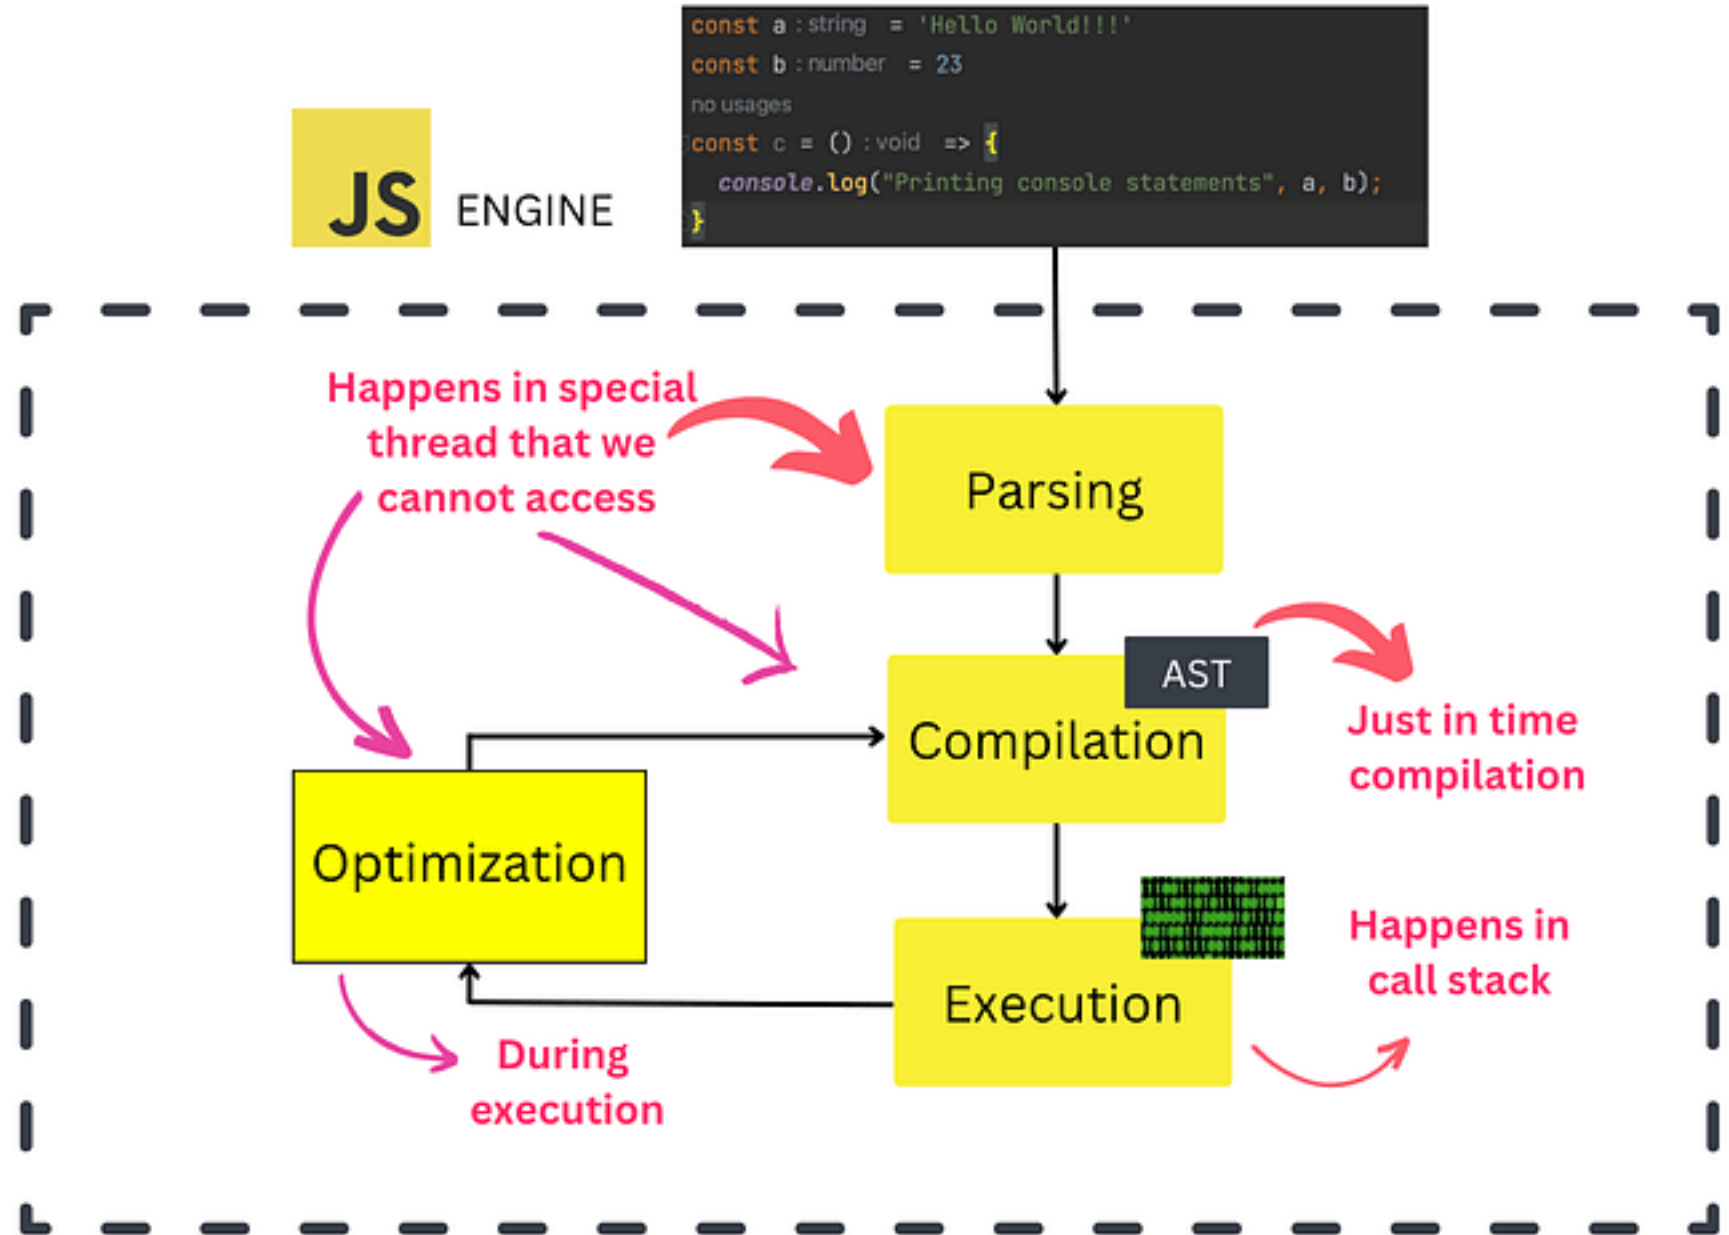 const a : string = 'Hello World!!!'
const b : number = 23
no usages
const c = () : void => {
console.log("Printing console statements", a, b);
}
JS
ENGINE
Happens in special
thread that we
cannot access
Parsing
AST
Compilation
Just in time
compilation
Optimization
Execution
Happens in
call stack
During
execution